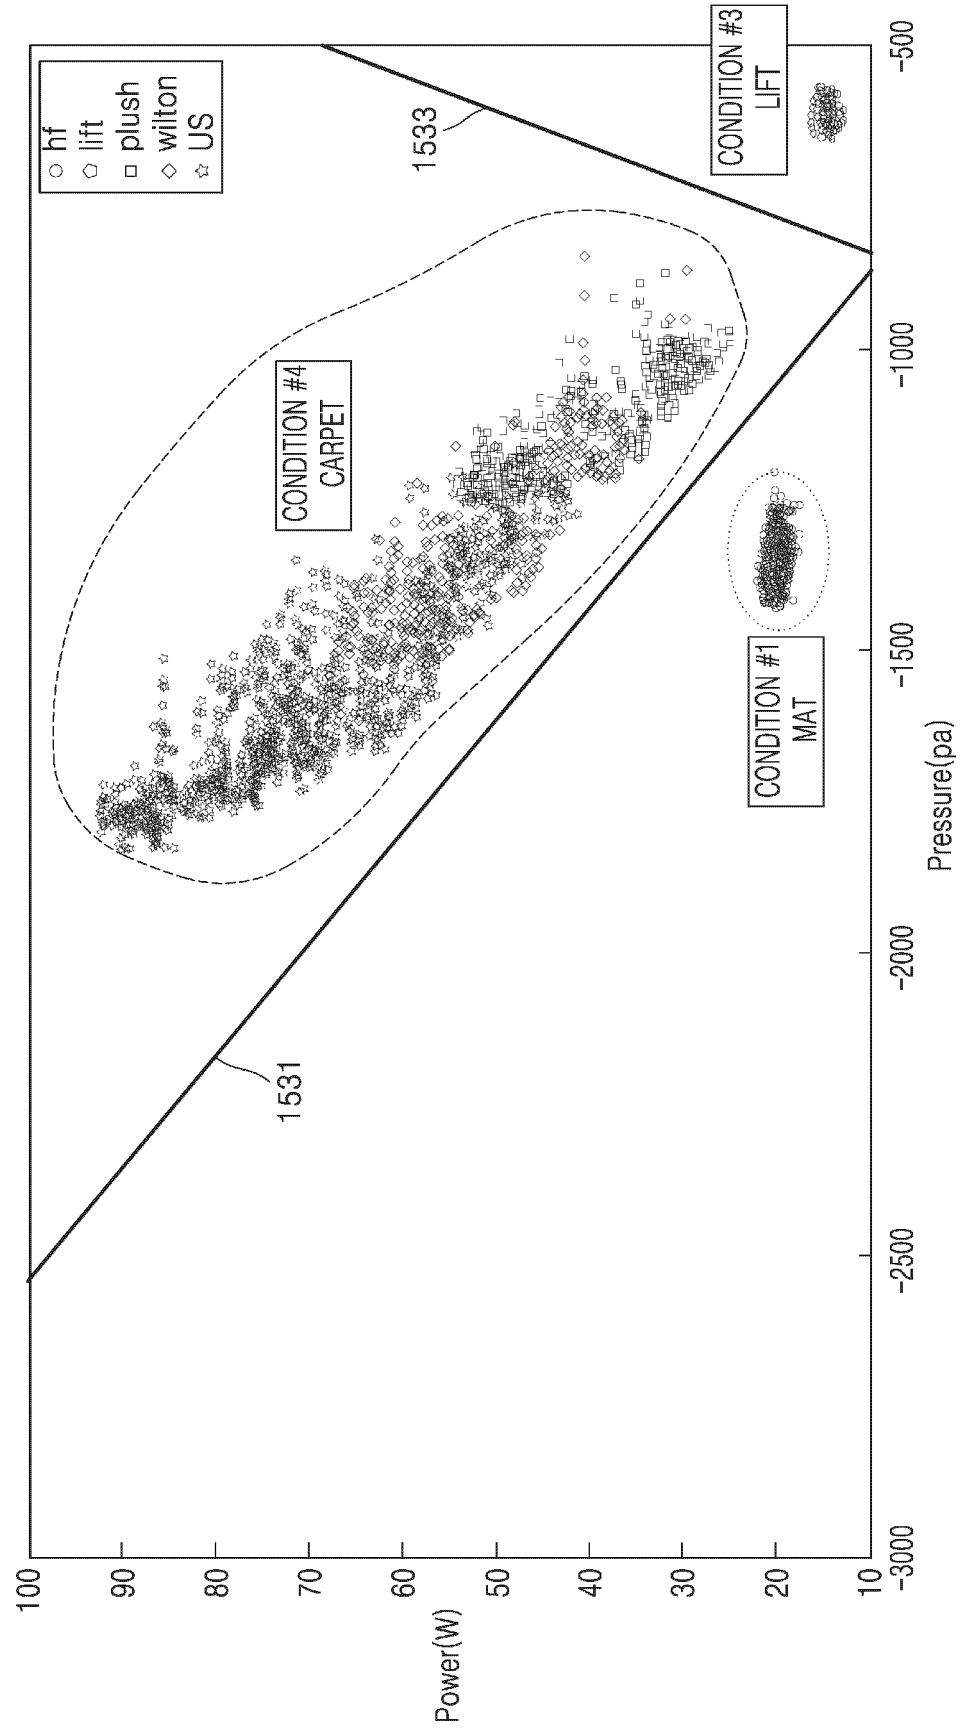 Power(W)
100
90
80
70
60
50
40
30
20
10
-3000
-2500
-2000
-1500
-1000
-500
Pressure(pa)
1531
1533
CONDITION #4
CARPET
CONDITION #1
MAT
CONDITION #3
LIFT
hf
lift
plush
wilton
US